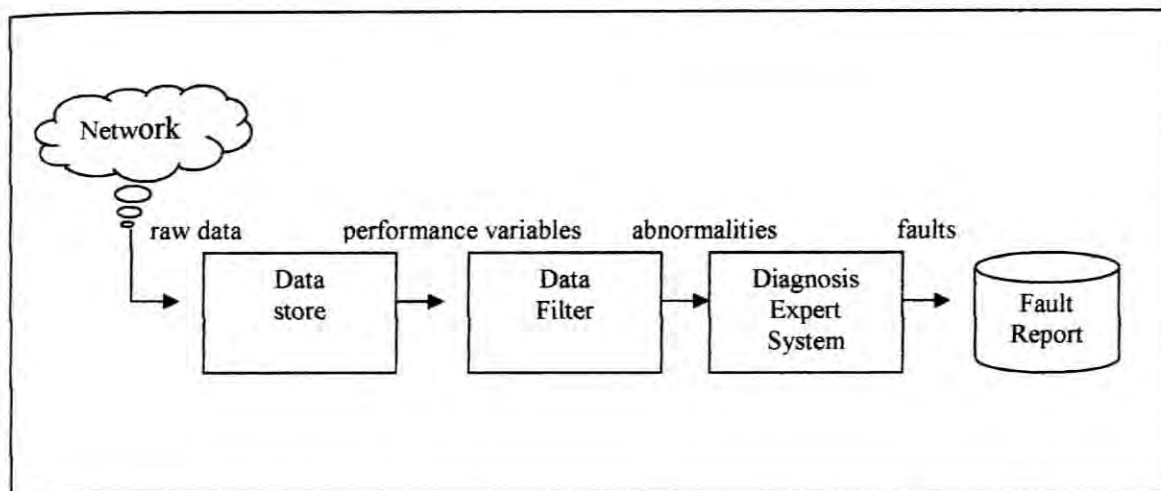 Network
raw data
performance variables
abnormalities
faults
Data
store
Data
Filter
Diagnosis
Expert
System
Fault
Report